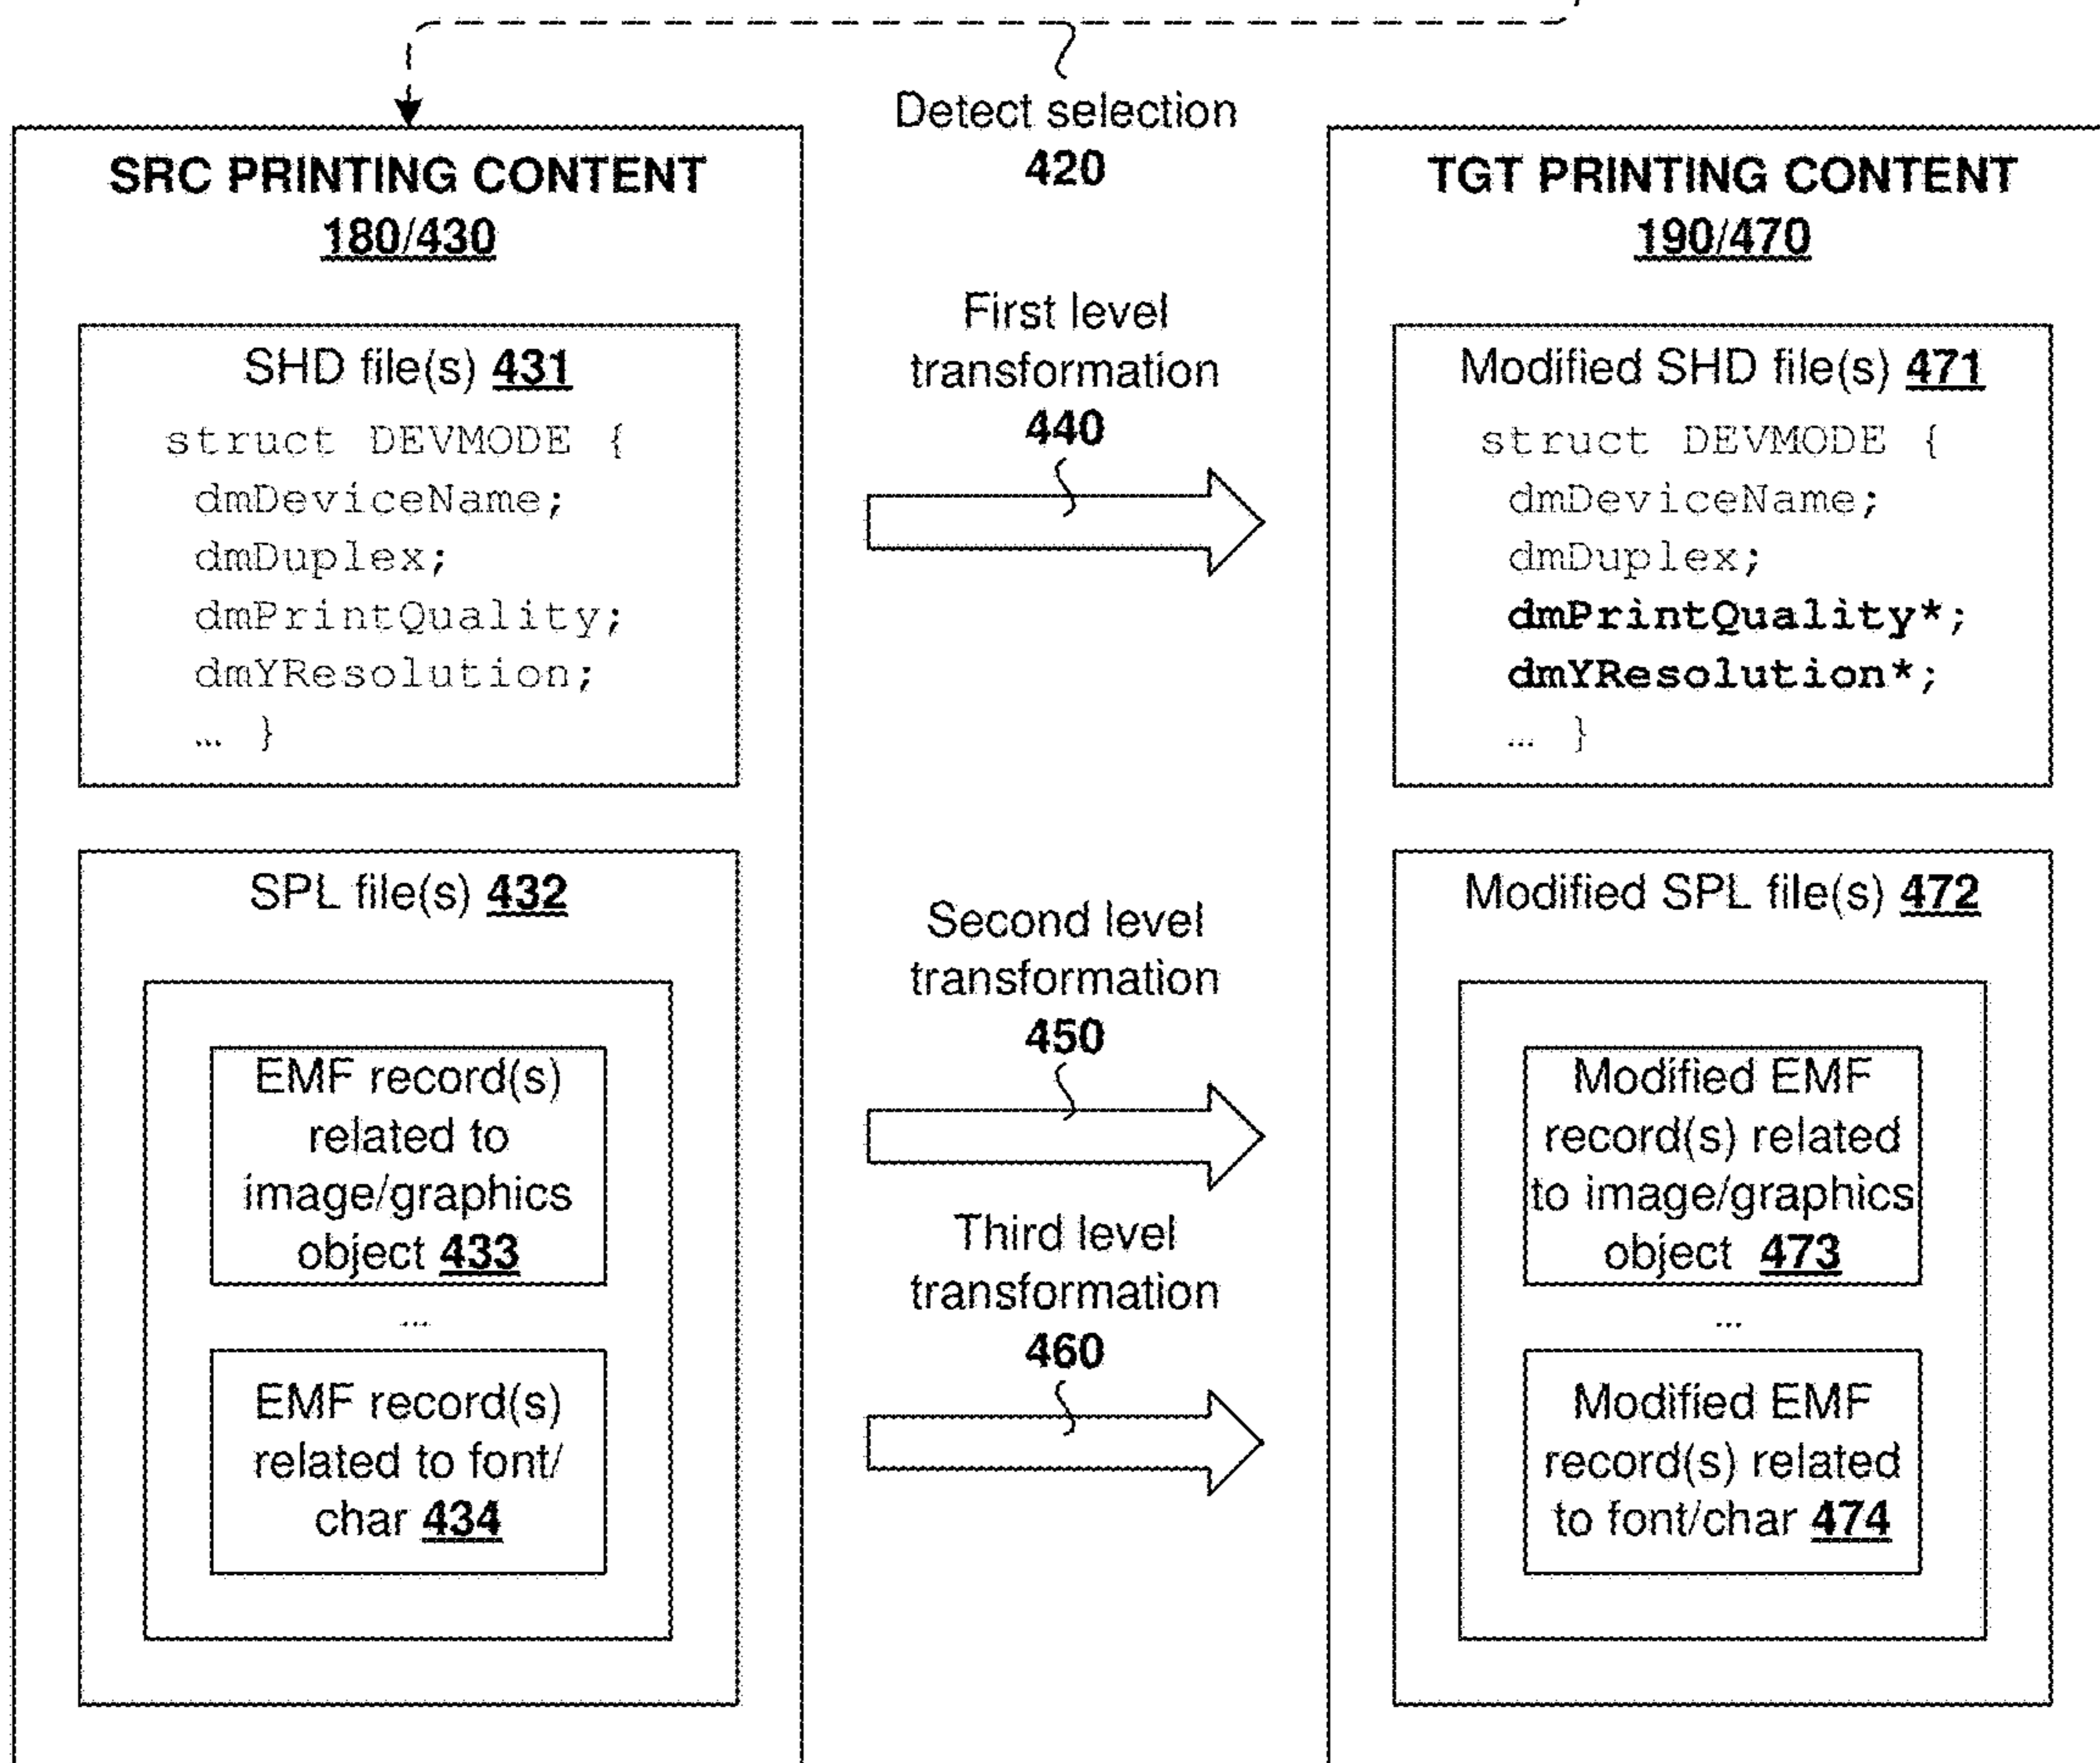 Detect selection
420
SRC PRINTING CONTENT
180/430
SHD file(s) 431
struct DEVMODE {
dmDeviceName;
dmDuplex;
dmPrintQuality;
dmYResolution;
… }
SPL file(s) 432
EMF record(s)
related to
image/graphics
object 433
...
EMF record(s)
related to font/
char 434
First level
transformation
440
Second level
transformation
450
Third level
transformation
460
TGT PRINTING CONTENT
190/470
Modified SHD file(s) 471
struct DEVMODE {
dmDeviceName;
dmDuplex;
dmPrintQuality*;
dmYResolution*;
… }
Modified SPL file(s) 472
Modified EMF
record(s) related
to image/graphics
object 473
...
Modified EMF
record(s) related
to font/char 474